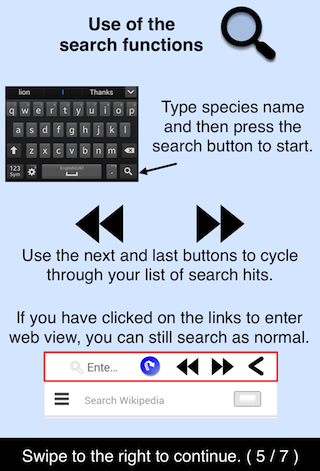 Use of the
search functions
lion I Thanks
q w e r t y u i o p
a s d f g h j k l
z x c v b n m
123
Sym English(UK) .
Type species name
and then press the
search button to start.
Use the next and last buttons to cycle
through your list of search hits.
If you have clicked on the links to enter
web view, you can still search as normal.
Ente...
Search Wikipedia
Swipe to the right to continue. ( 5 / 7 )